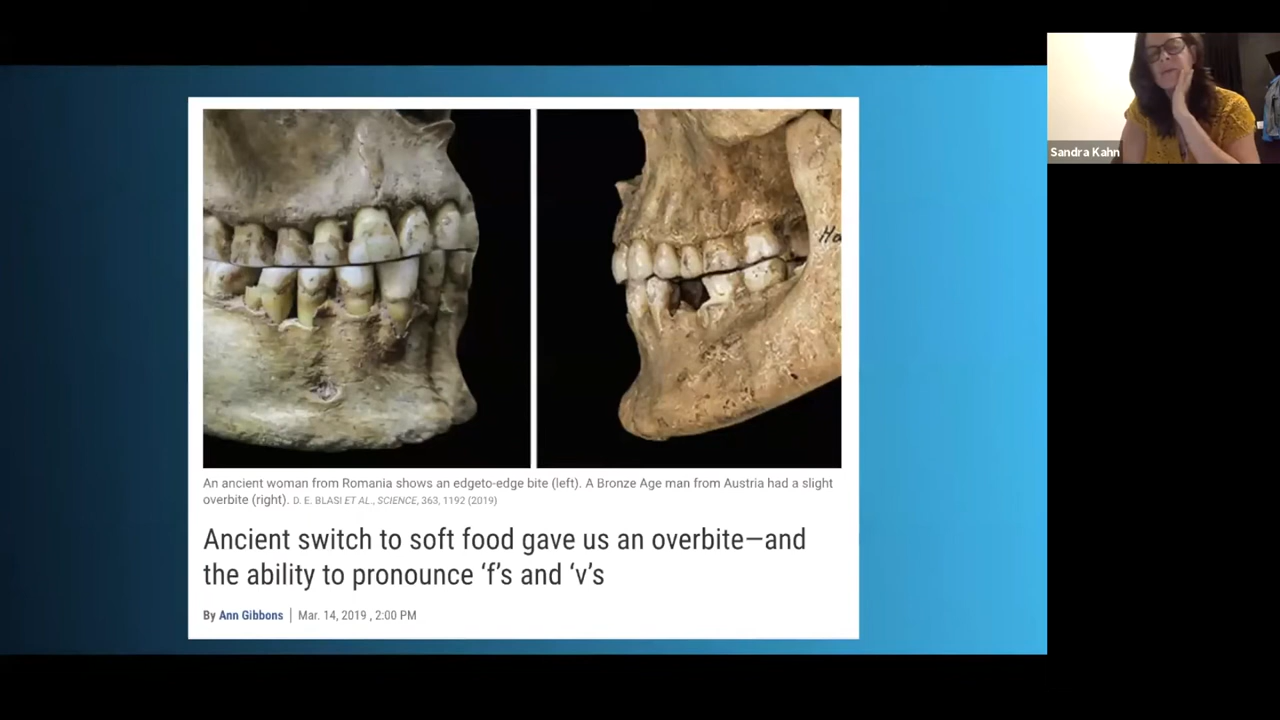 Sandra Kahn
An ancient woman from Romania shows an edgeto-edge bite (left). A Bronze Age man from Austria had a slight
overbite (right). D. E. BLASI ET AL., SCIENCE, 363, 1192 (2019)
Ancient switch to soft food gave us an overbite—and
the ability to pronounce ‘f’s and ‘v’s
By Ann Gibbons | Mar. 14, 2019 , 2:00 PM